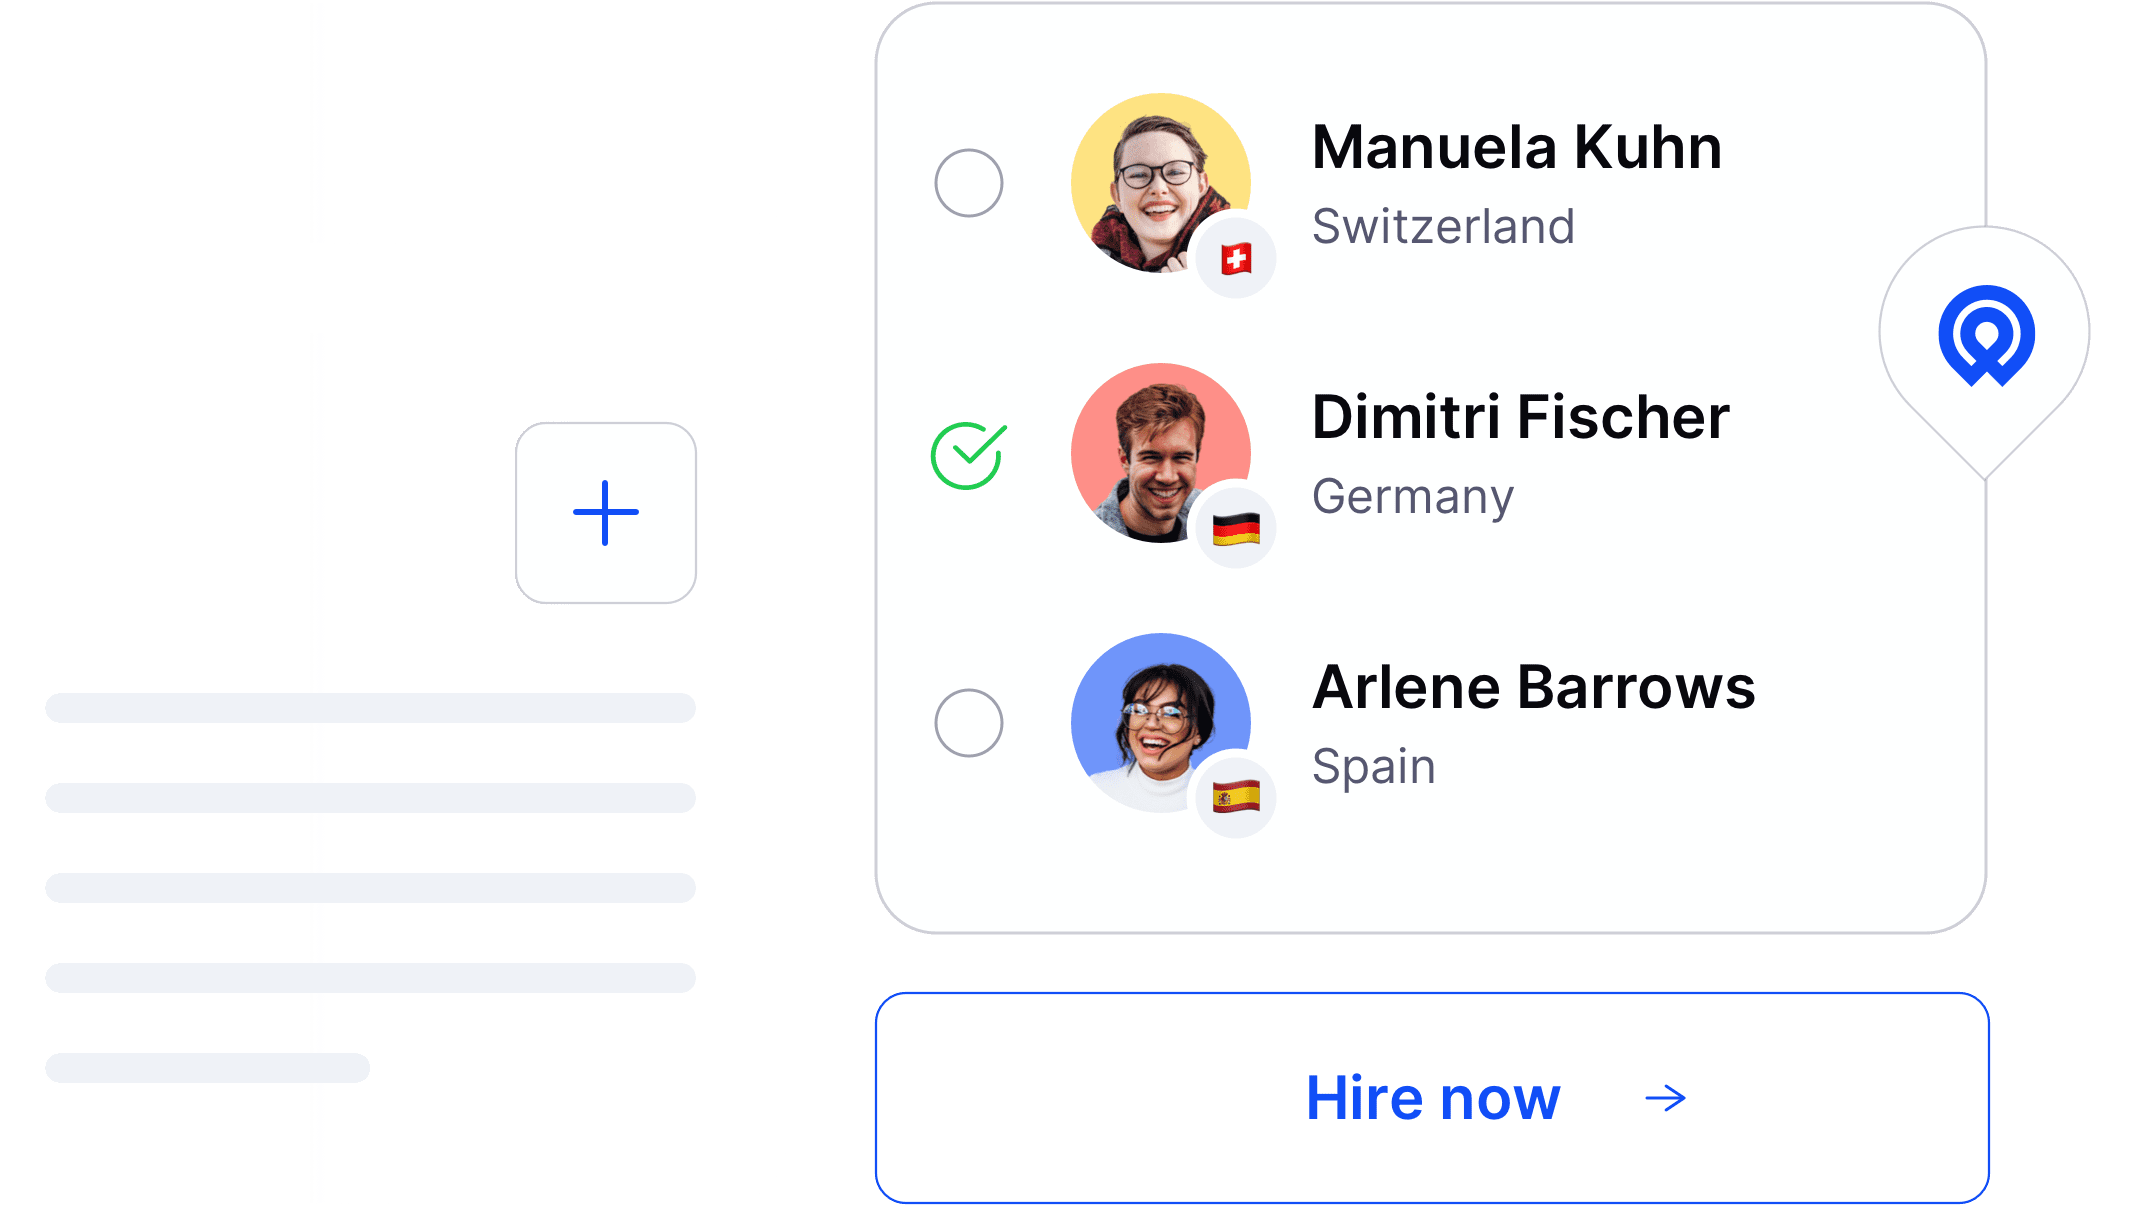 Manuela Kuhn
Switzerland
Dimitri Fischer
Germany
Arlene Barrows
Spain
Hire now